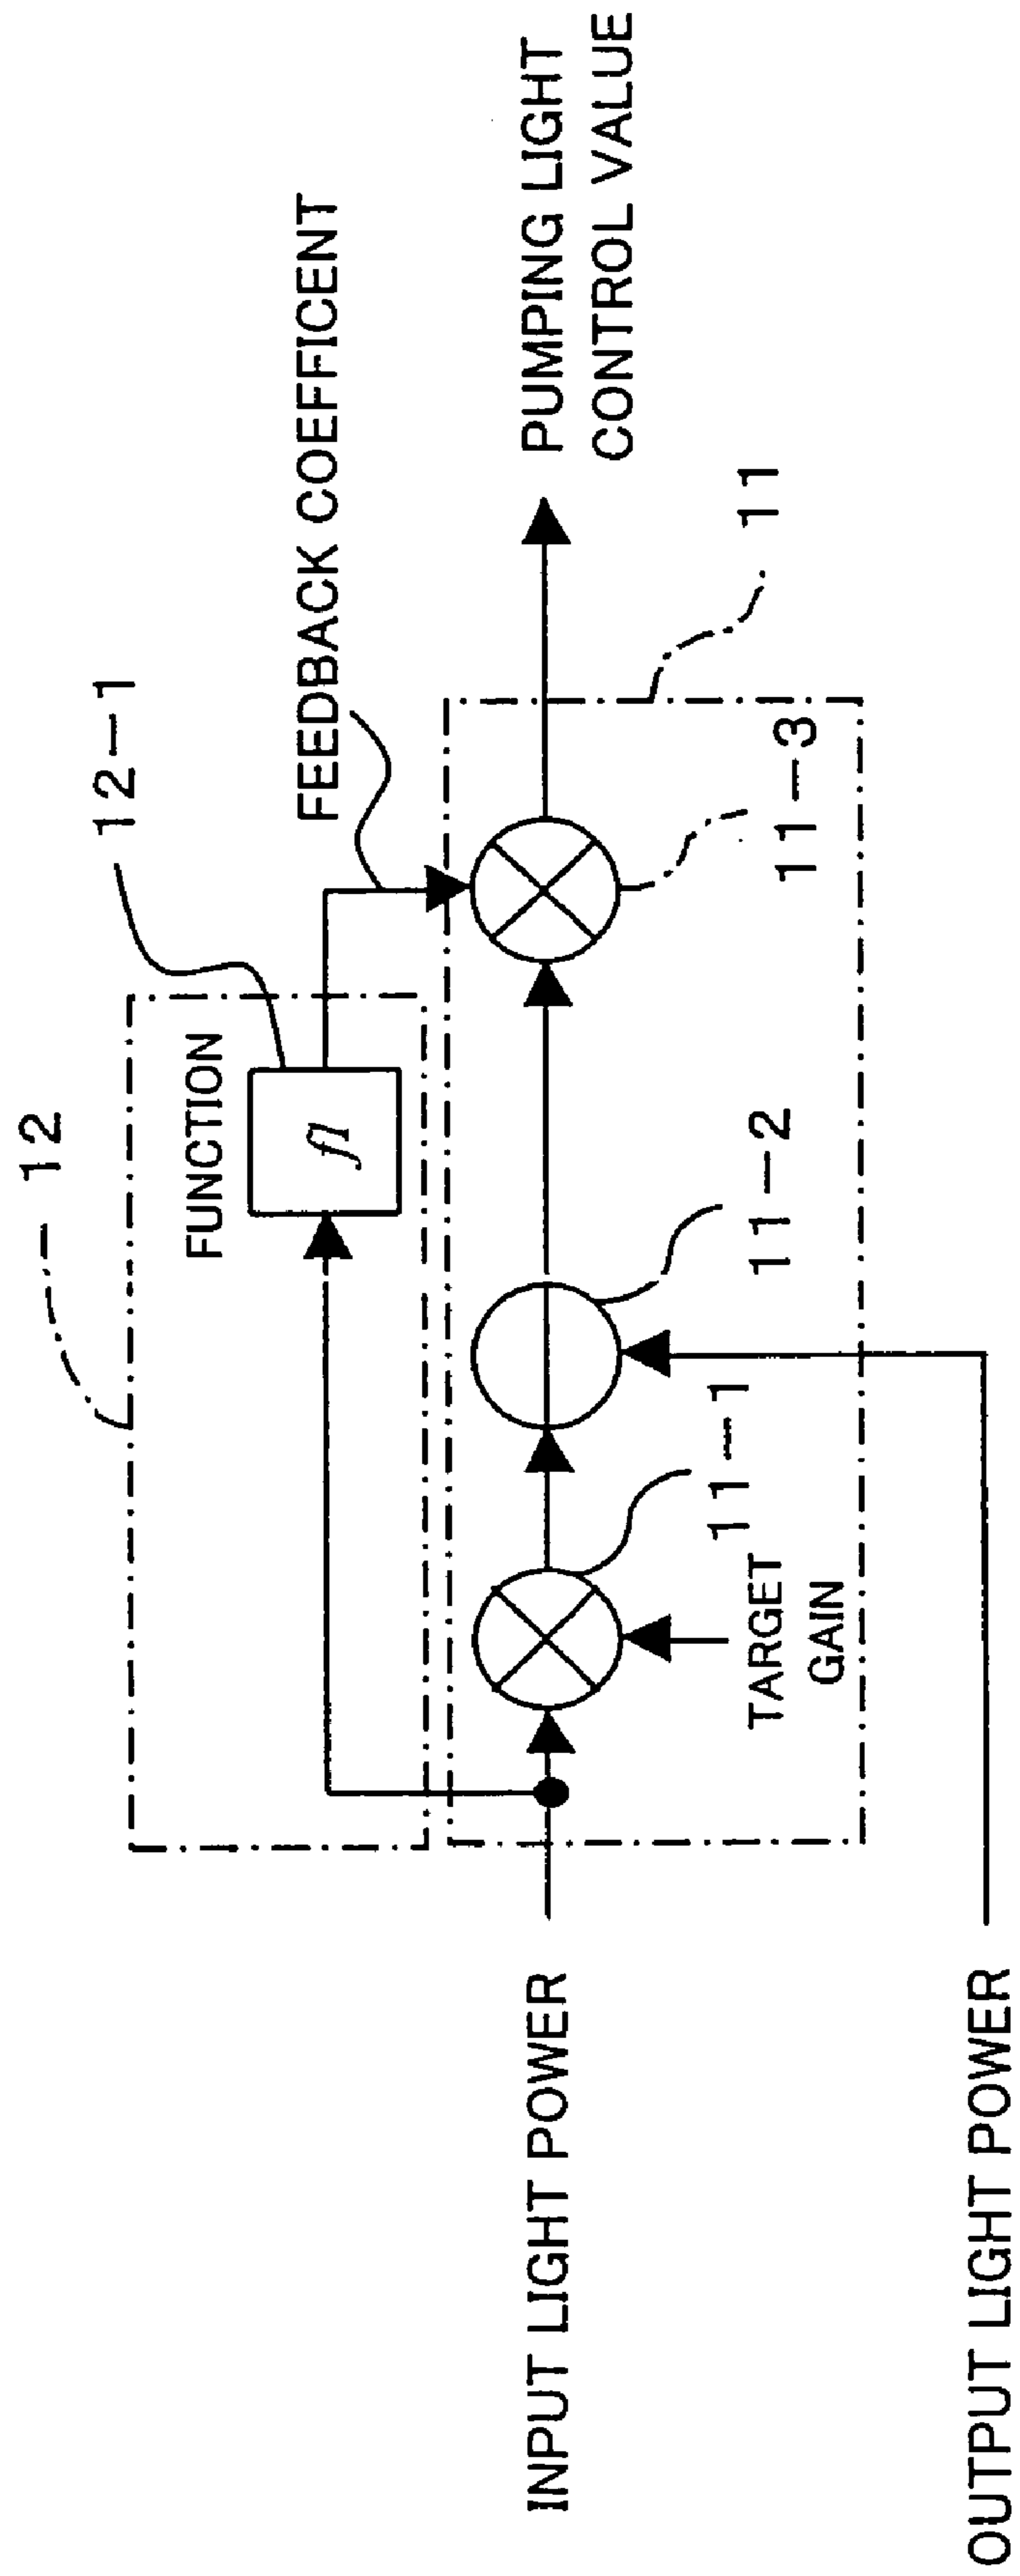 12
12-1
FUNCTION
f1
FEEDBACK COEFFICENT
INPUT LIGHT POWER
PUMPING LIGHT
CONTROL VALUE
11-1
11-2
11-3
11
TARGET
GAIN
OUTPUT LIGHT POWER